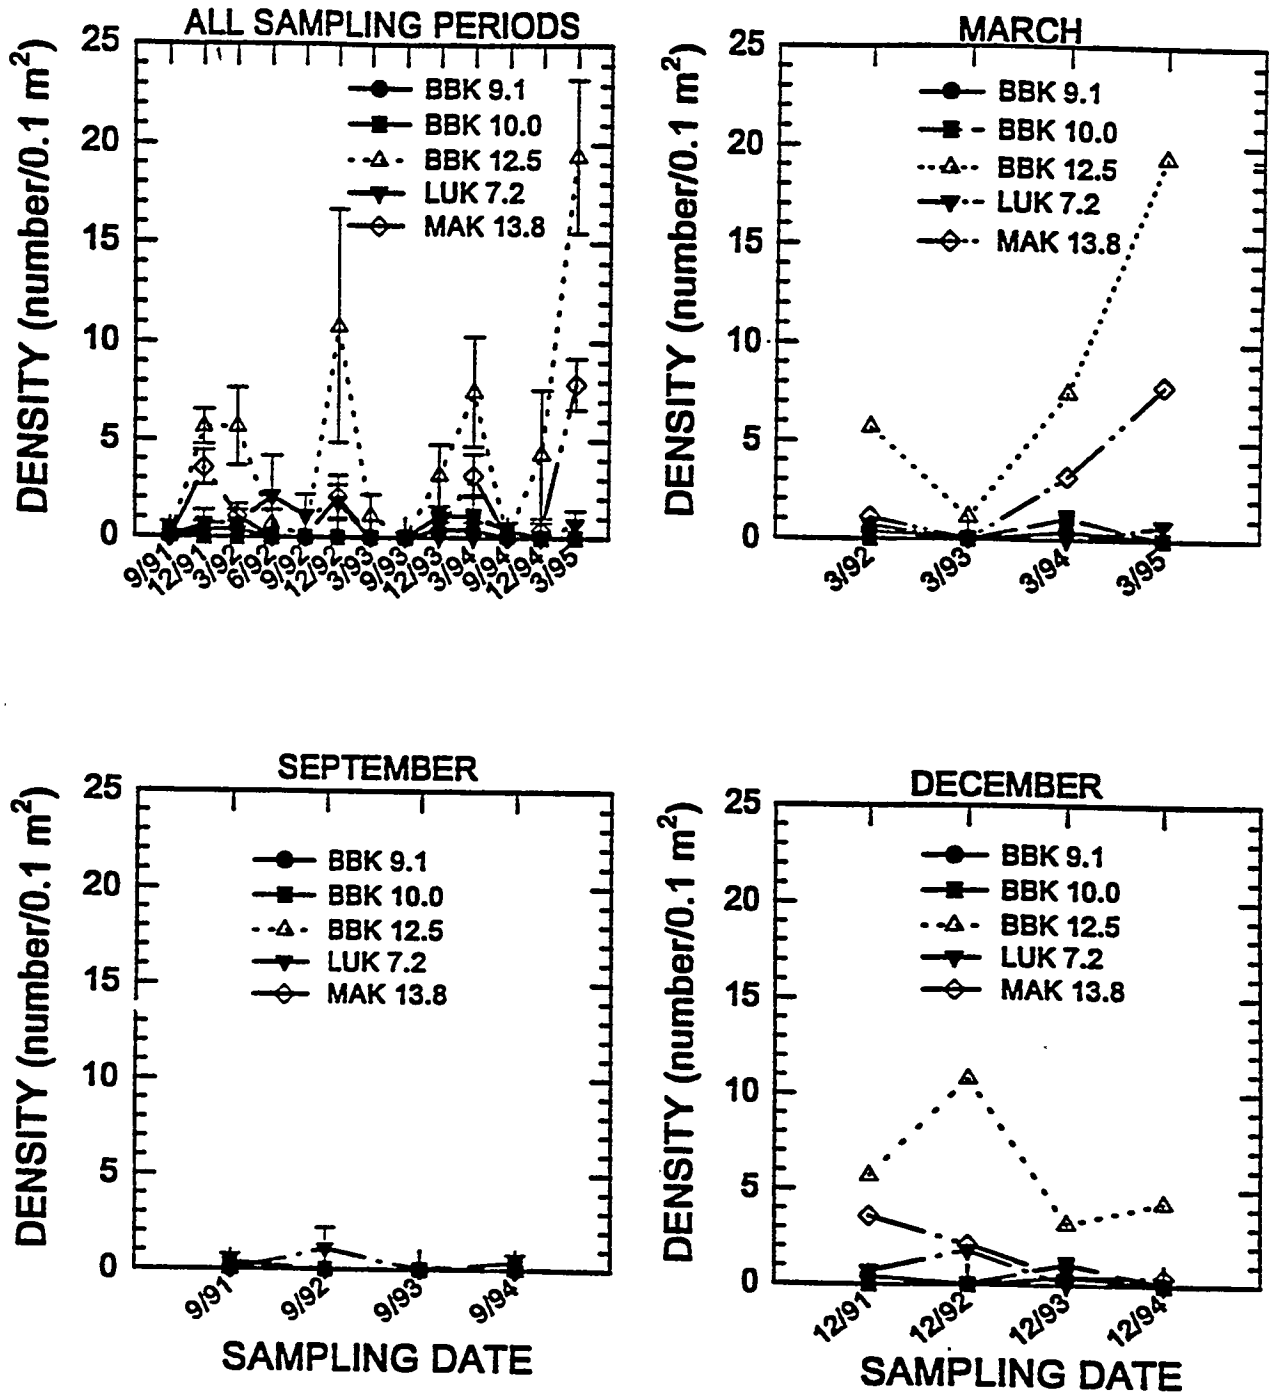 ALL SAMPLING PERIODS
DENSITY (number/0.1 m²)
25
20
15
10
5
0
BBK 9.1
BBK 10.0
BBK 12.5
LUK 7.2
MAK 13.8
9/91
12/91
3/92
6/92
9/92
12/92
3/93
9/93
12/93
3/94
9/94
12/94
3/95
MARCH
DENSITY (number/0.1 m²)
25
20
15
10
5
0
BBK 9.1
BBK 10.0
BBK 12.5
LUK 7.2
MAK 13.8
3/92
3/93
3/94
3/95
SEPTEMBER
DENSITY (number/0.1 m²)
25
20
15
10
5
0
BBK 9.1
BBK 10.0
BBK 12.5
LUK 7.2
MAK 13.8
9/91
9/92
9/93
9/94
SAMPLING DATE
DECEMBER
DENSITY (number/0.1 m²)
25
20
15
10
5
0
BBK 9.1
BBK 10.0
BBK 12.5
LUK 7.2
MAK 13.8
12/91
12/92
12/93
12/94
SAMPLING DATE